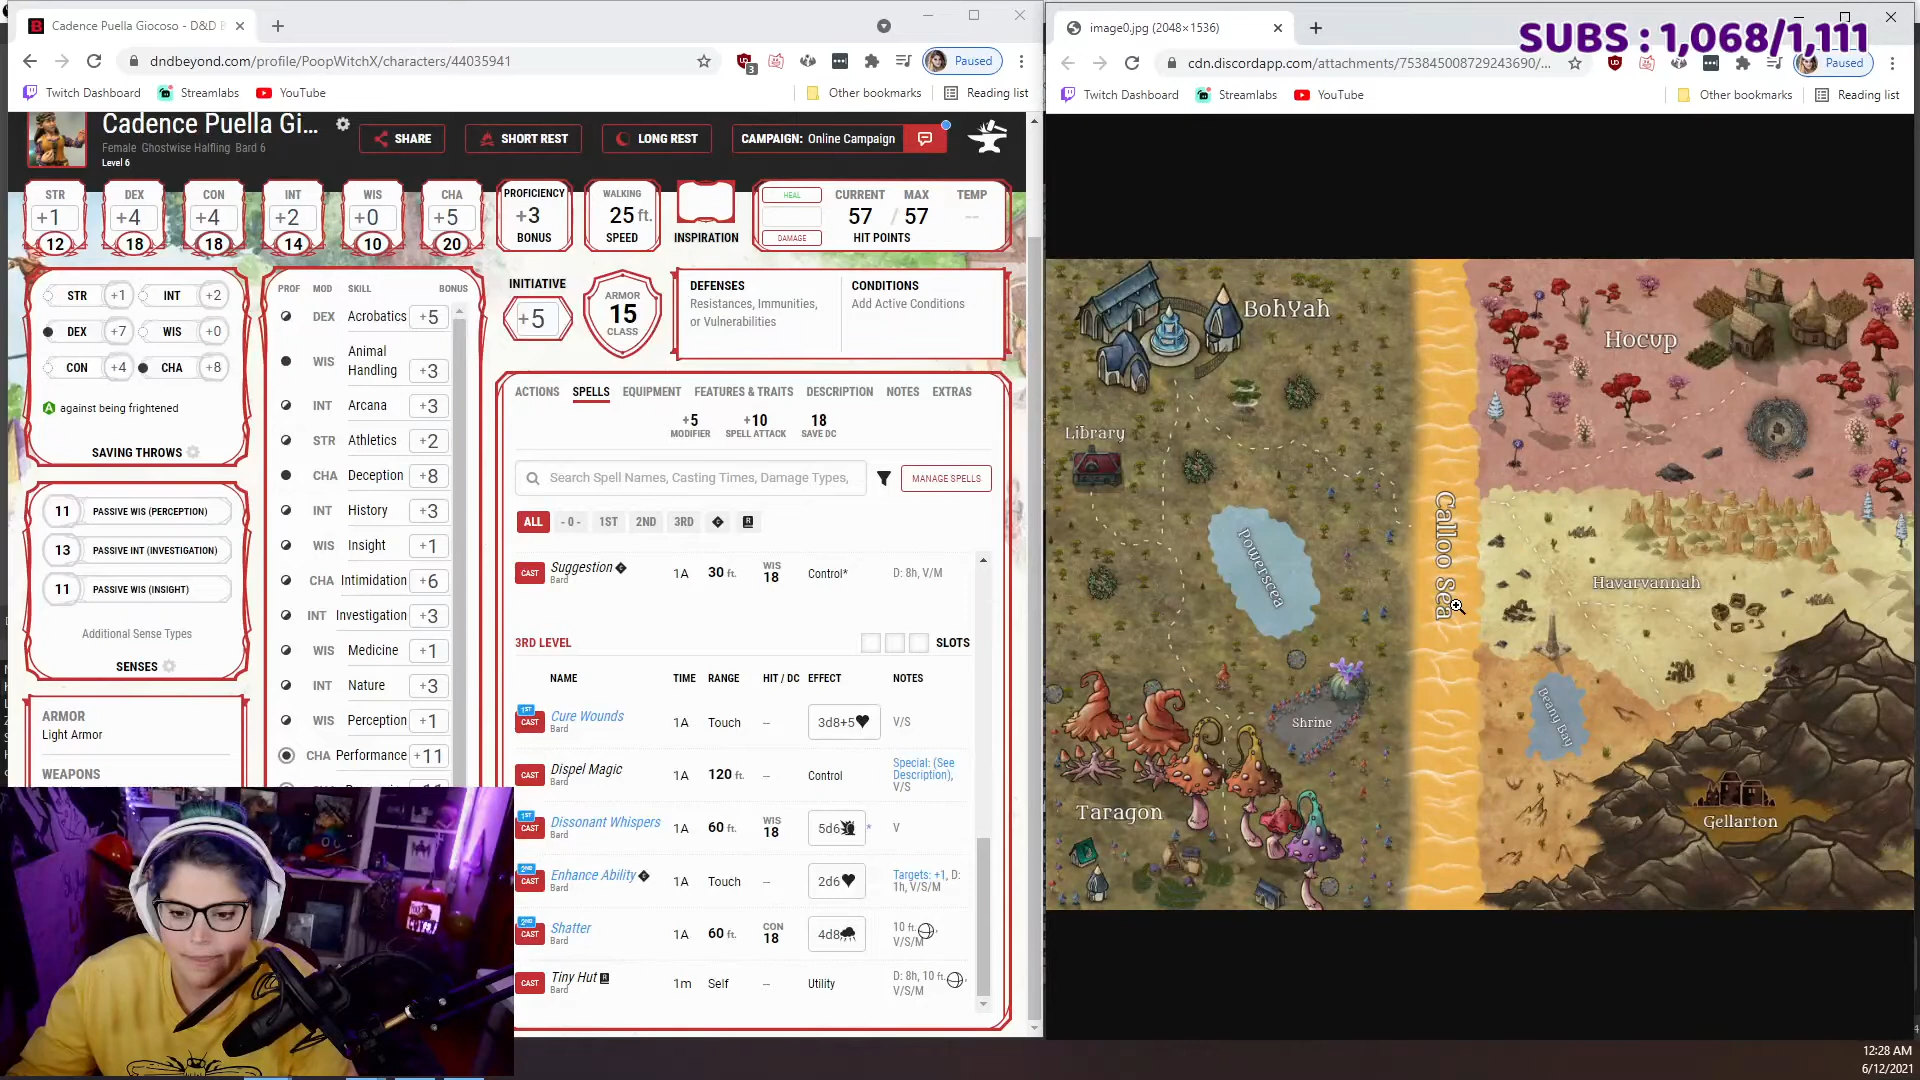 Cadence Puella Giocoso - D&D B
image0.jpg (2048×1536)
SUBS : 1,068/1,111
dndbeyond.com/profile/PoopWitchX/characters/44035941
3
Paused
cdn.discordapp.com/attachments/753845008729243690/...
Paused
Twitch Dashboard
Streamlabs
YouTube
Other bookmarks
Reading list
Twitch Dashboard
Streamlabs
YouTube
Other bookmarks
Reading list
Cadence Puella Gi...
Female Ghostwise Halfling Bard 6
Level 6
SHARE
SHORT REST
LONG REST
CAMPAIGN: Online Campaign
STR
+1
12
DEX
+4
18
CON
+4
18
INT
+2
14
WIS
+0
10
CHA
+5
20
PROFICIENCY
+3
BONUS
WALKING
25 ft.
SPEED
INSPIRATION
HEAL
DAMAGE
CURRENT
MAX
TEMP
57 / 57
--
HIT POINTS
STR +1
INT +2
DEX +7
WIS +0
CON +4
CHA +8
against being frightened
SAVING THROWS
11 PASSIVE WIS (PERCEPTION)
13 PASSIVE INT (INVESTIGATION)
11 PASSIVE WIS (INSIGHT)
Additional Sense Types
SENSES
ARMOR
Light Armor
WEAPONS
PROF MOD SKILL BONUS
DEX Acrobatics +5
WIS Animal Handling +3
INT Arcana +3
STR Athletics +2
CHA Deception +8
INT History +3
WIS Insight +1
CHA Intimidation +6
INT Investigation +3
WIS Medicine +1
INT Nature +3
WIS Perception +1
CHA Performance +11
INITIATIVE
+5
ARMOR
15
CLASS
DEFENSES
Resistances, Immunities,
or Vulnerabilities
CONDITIONS
Add Active Conditions
ACTIONS SPELLS EQUIPMENT FEATURES & TRAITS DESCRIPTION NOTES EXTRAS
+5 +10 18
MODIFIER SPELL ATTACK SAVE DC
Search Spell Names, Casting Times, Damage Types,
MANAGE SPELLS
ALL - 0 - 1ST 2ND 3RD R
CAST Suggestion Bard 1A 30 ft. WIS 18 Control* D: 8h, V/M
3RD LEVEL SLOTS
NAME TIME RANGE HIT / DC EFFECT NOTES
1ST CAST Cure Wounds Bard 1A Touch -- 3d8+5 V/S
CAST Dispel Magic Bard 1A 120 ft. -- Control Special: (See Description), V/S
1ST CAST Dissonant Whispers Bard 1A 60 ft. WIS 18 5d6 * V
2ND CAST Enhance Ability Bard 1A Touch -- 2d6 Targets: +1, D: 1h, V/S/M
2ND CAST Shatter Bard 1A 60 ft. CON 18 4d8 10 ft. , V/S/M
CAST Tiny Hut R Bard 1m Self -- Utility D: 8h, 10 ft. , V/S/M
BohYah
Hocup
Library
Powersea
Calloo Sea
Havarvannah
Shrine
Beany Bay
Taragon
Gellarton
12:28 AM
6/12/2021